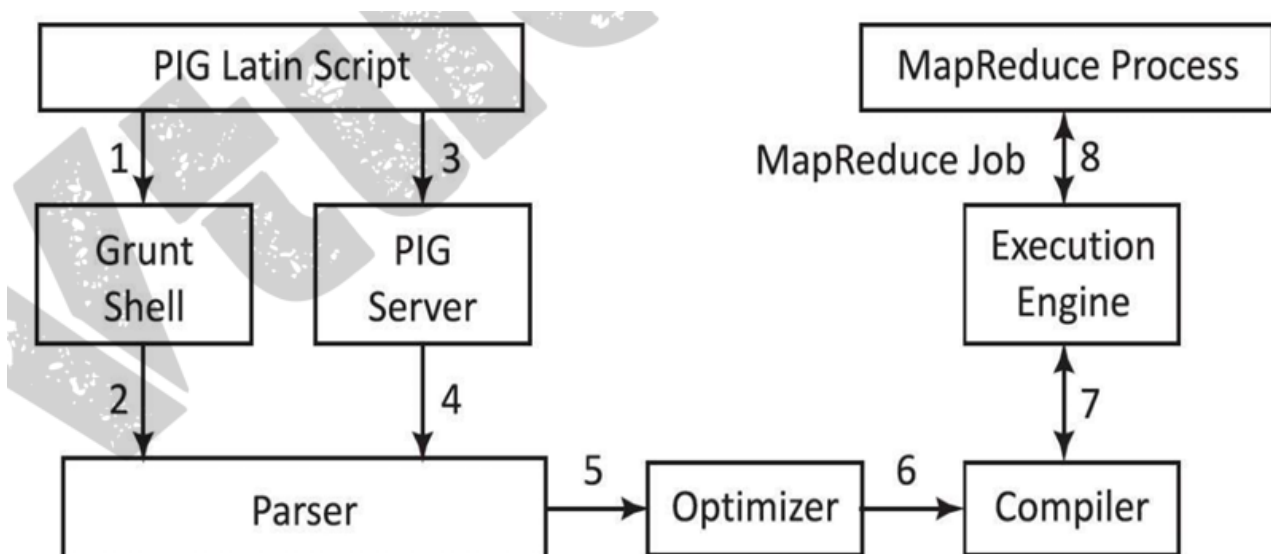 PIG Latin Script
MapReduce Process
1
3
MapReduce Job
8
Grunt
Shell
PIG
Server
Execution
Engine
2
4
7
Parser
5
Optimizer
6
Compiler